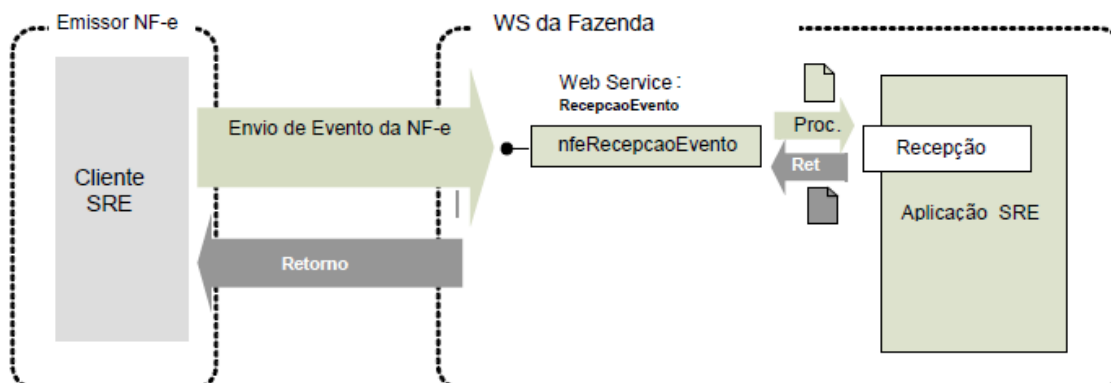 Emissor NF-e
WS da Fazenda
Web Service :
RecepcaoEvento
Envio de Evento da NF-e
nfeRecepcaoEvento
Proc.
Ret
Recepção
Cliente
SRE
Aplicação SRE
Retorno